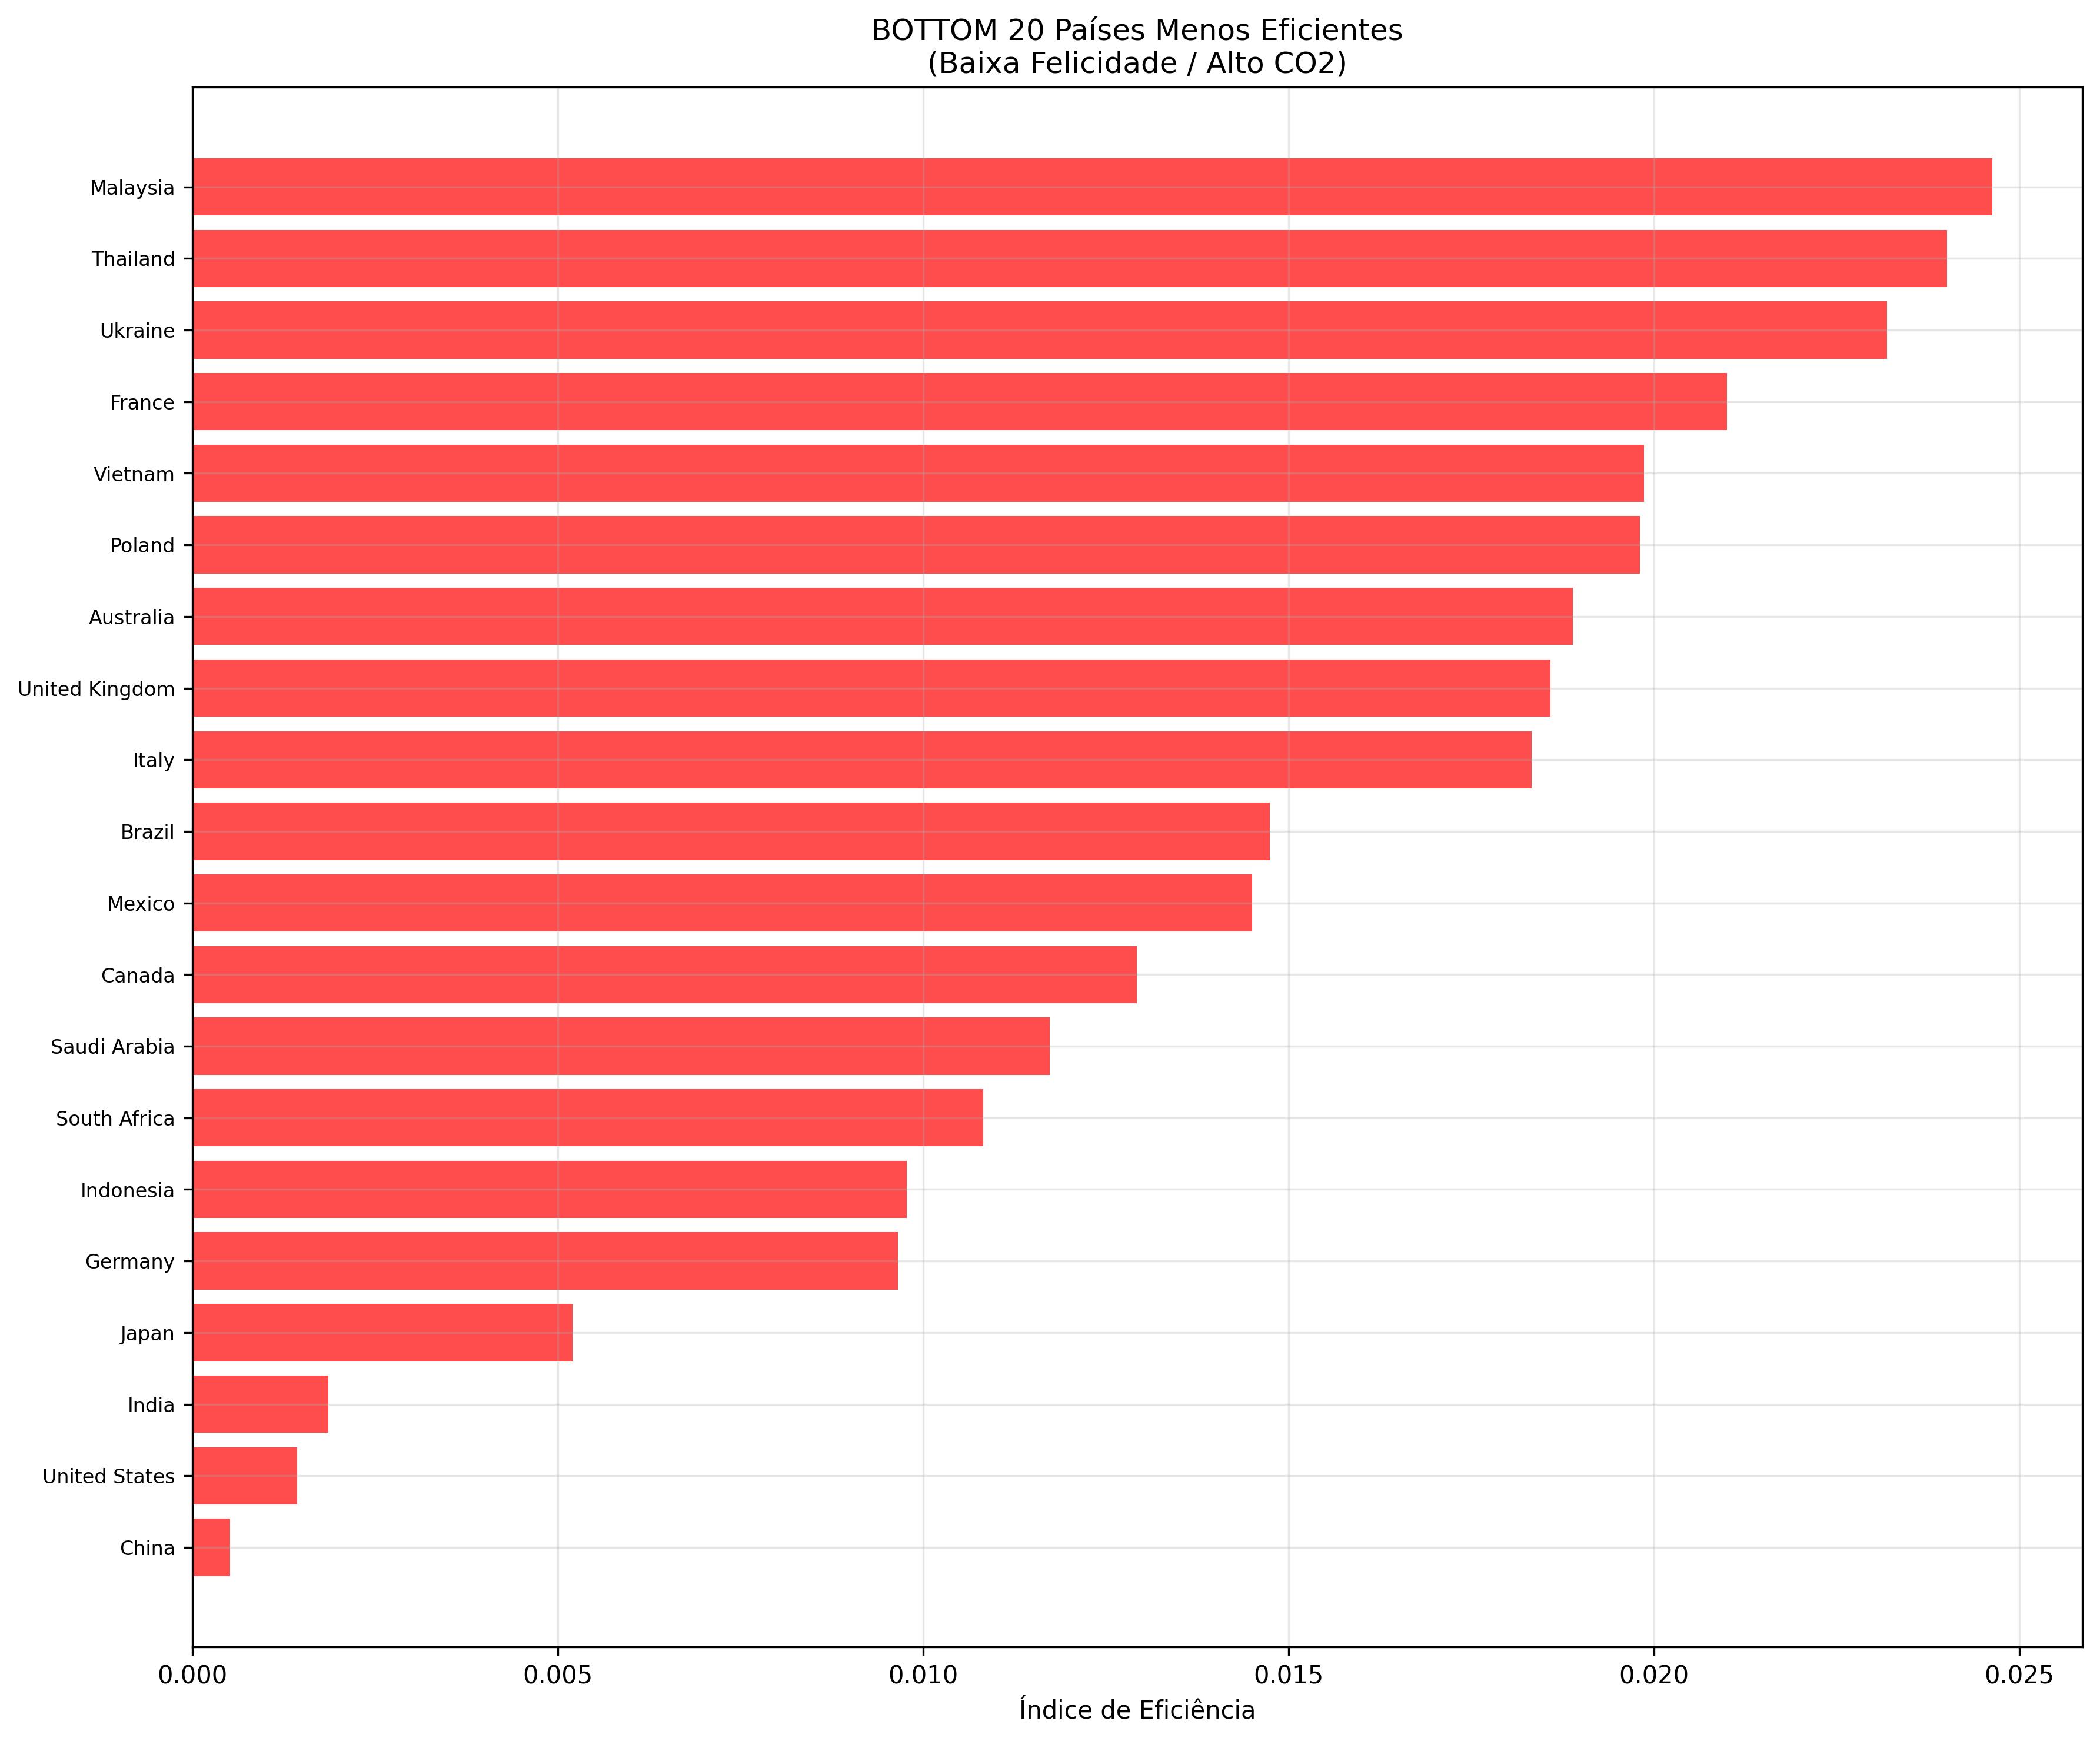 BOTTOM 20 Países Menos Eficientes
(Baixa Felicidade / Alto CO2)
Malaysia
Thailand
Ukraine
France
Vietnam
Poland
Australia
United Kingdom
Italy
Brazil
Mexico
Canada
Saudi Arabia
South Africa
Indonesia
Germany
Japan
India
United States
China
0.000 0.005 0.010 0.015 0.020 0.025
Índice de Eficiência